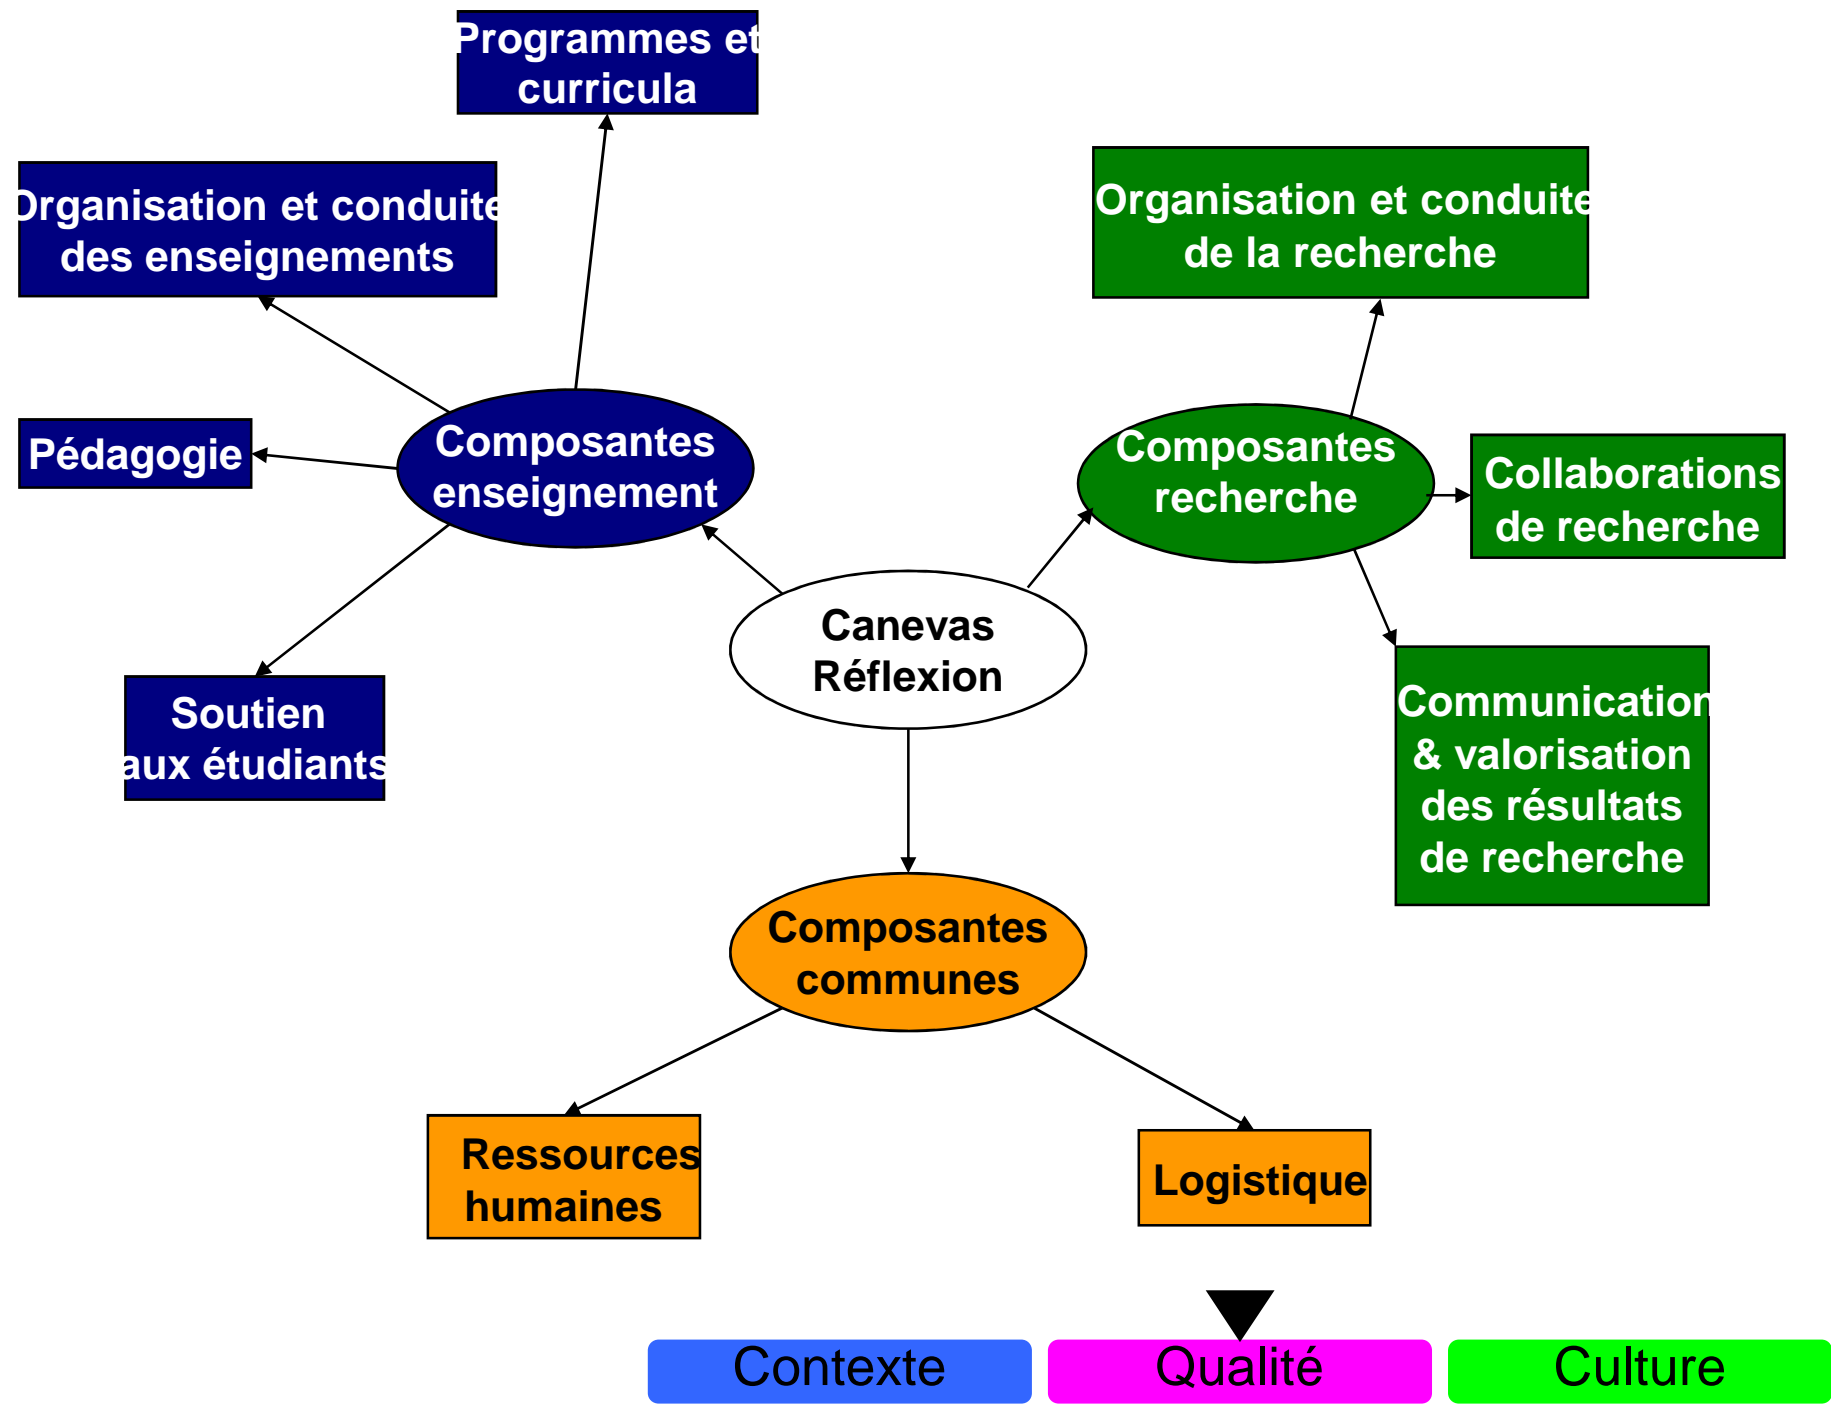 Programmes et
curricula
Organisation et conduite
des enseignements
Organisation et conduite
de la recherche
Pédagogie
Composantes
enseignement
Composantes
recherche
Collaborations
de recherche
Canevas
Réflexion
Soutien
aux étudiants
Communication
& valorisation
des résultats
de recherche
Composantes
communes
Ressources
humaines
Logistique
Contexte
Qualité
Culture